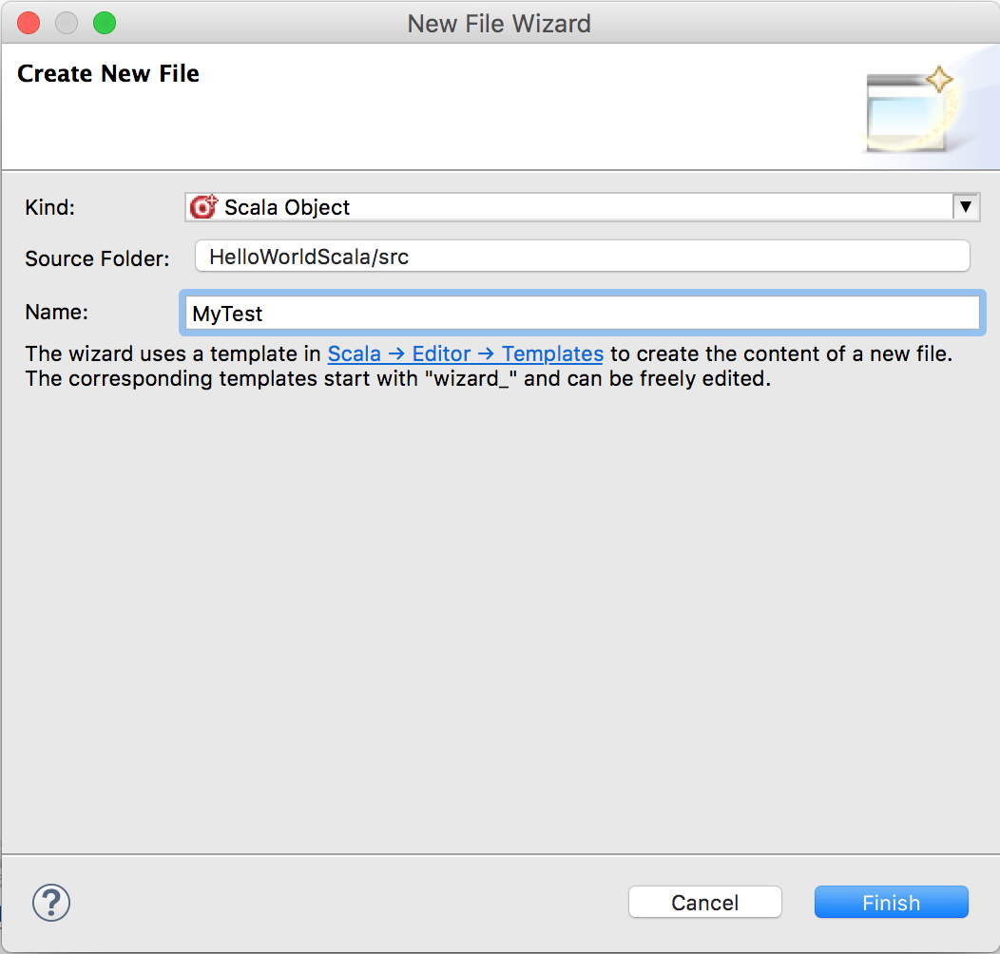 New File Wizard
Create New File
Kind: Scala Object
Source Folder: HelloWorldScala/src
Name: MyTest
The wizard uses a template in Scala → Editor → Templates to create the content of a new file.
The corresponding templates start with "wizard_" and can be freely edited.
? Cancel Finish